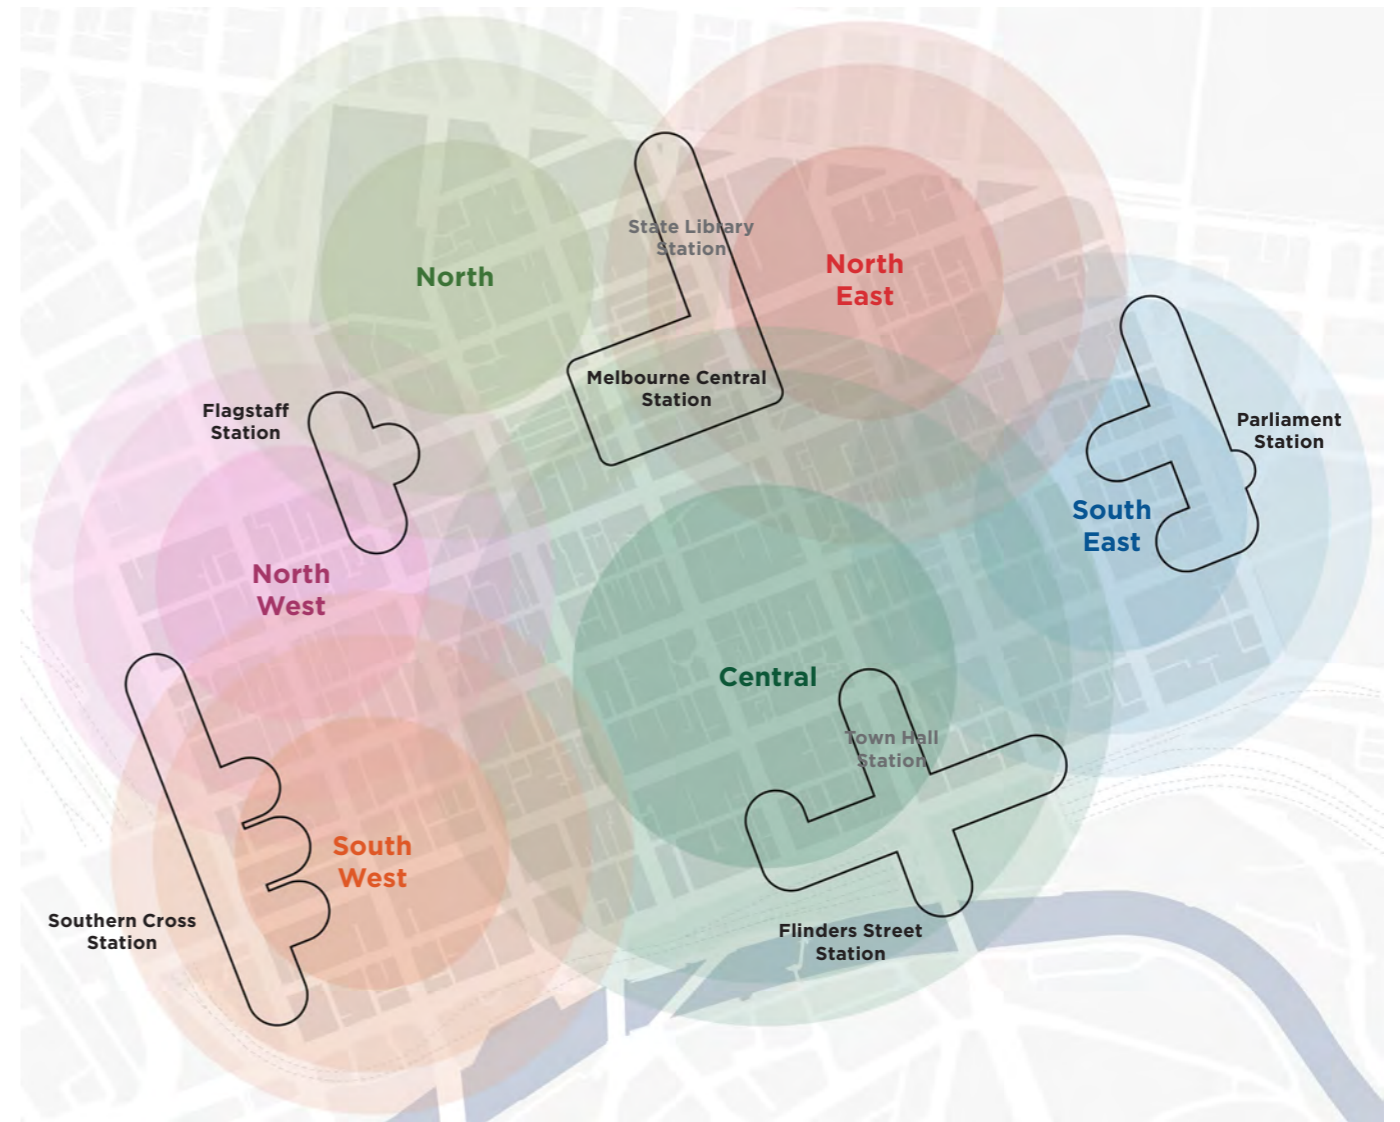 State Library
Station
North
North
East
Melbourne Central
Station
Flagstaff
Station
Parliament
Station
South
East
North
West
Central
Town Hall
Station
South
West
Southern Cross
Station
Flinders Street
Station